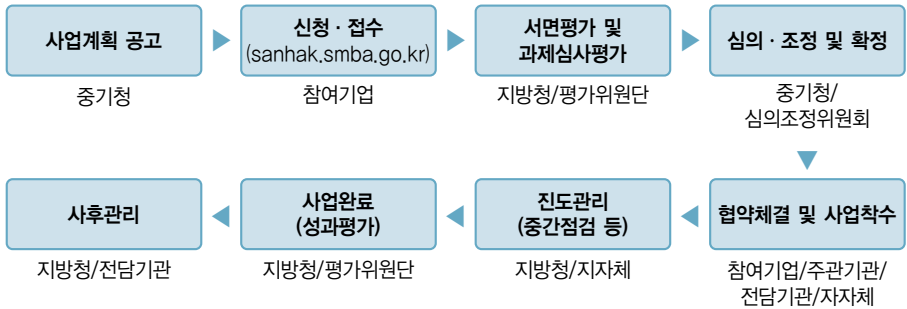 사업계획 공고
중기청
신청 · 접수
(sanhak.smba.go.kr)
참여기업
서면평가 및
과제심사평가
지방청/평가위원단
심의 · 조정 및 확정
중기청/
심의조정위원회
협약체결 및 사업착수
참여기업/주관기관/
전담기관/자자체
진도관리
(중간점검 등)
지방청/지자체
사업완료
(성과평가)
지방청/평가위원단
사후관리
지방청/전담기관